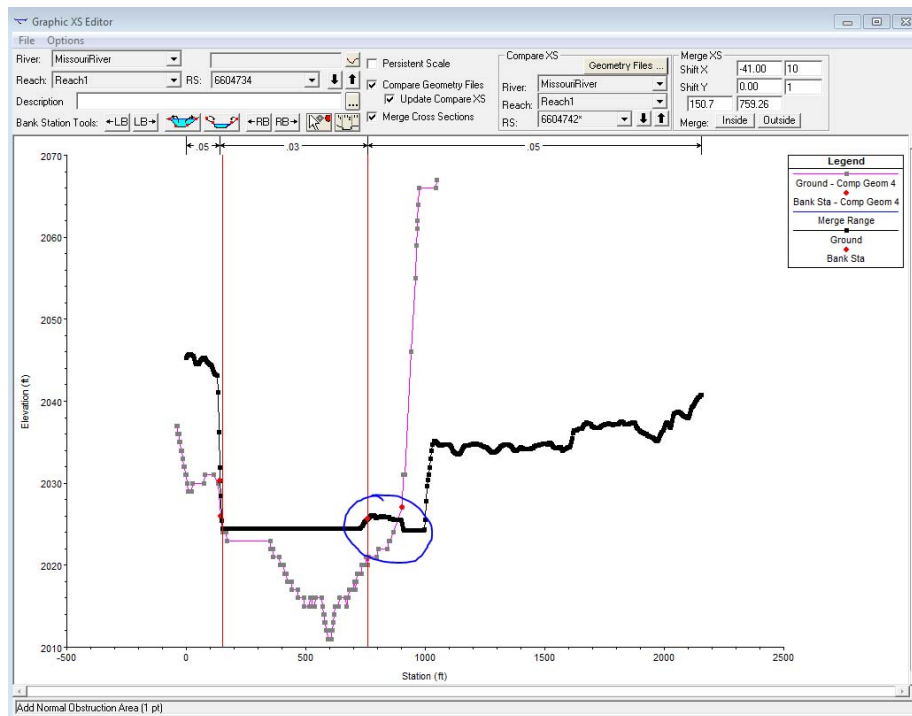 Graphic XS Editor
File Options
River: MissouriRiver
Reach: Reach1 RS: 6604734
Description ...
Bank Station Tools: ←LB LB→ ←RB RB→
Persistent Scale
Compare Geometry Files
Update Compare XS
Merge Cross Sections
Compare XS
Geometry Files ...
River: MissouriRiver
Reach: Reach1
RS: 6604742*
Merge XS
Shift X -41.00 10
Shift Y 0.00 1
150.7 759.26
Merge: Inside Outside
.05 .03 .05
2070
2060
2050
2040
2030
2020
2010
Elevation (ft)
-500 0 500 1000 1500 2000 2500
Station (ft)
Legend
Ground - Comp Geom 4
Bank Sta - Comp Geom 4
Merge Range
Ground
Bank Sta
Add Normal Obstruction Area (1 pt)